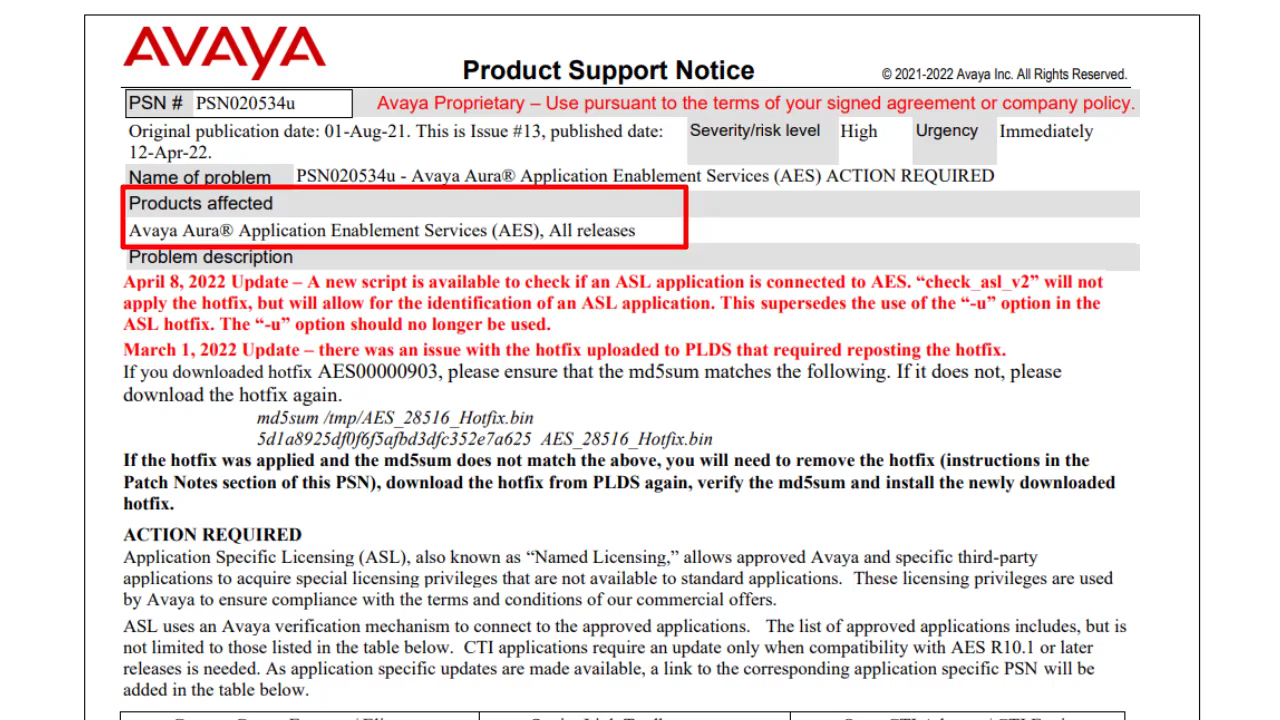 AVAYA
Product Support Notice
© 2021-2022 Avaya Inc. All Rights Reserved.
PSN # PSN020534u Avaya Proprietary – Use pursuant to the terms of your signed agreement or company policy.
Original publication date: 01-Aug-21. This is Issue #13, published date:
12-Apr-22.
Severity/risk level High Urgency Immediately
Name of problem PSN020534u - Avaya Aura® Application Enablement Services (AES) ACTION REQUIRED
Products affected
Avaya Aura® Application Enablement Services (AES), All releases
Problem description
April 8, 2022 Update – A new script is available to check if an ASL application is connected to AES. “check_asl_v2” will not
apply the hotfix, but will allow for the identification of an ASL application. This supersedes the use of the “-u” option in the
ASL hotfix. The “-u” option should no longer be used.
March 1, 2022 Update – there was an issue with the hotfix uploaded to PLDS that required reposting the hotfix.
If you downloaded hotfix AES00000903, please ensure that the md5sum matches the following. If it does not, please
download the hotfix again.
md5sum /tmp/AES_28516_Hotfix.bin
5d1a8925df0f6f5afbd3dfc352e7a625 AES_28516_Hotfix.bin
If the hotfix was applied and the md5sum does not match the above, you will need to remove the hotfix (instructions in the
Patch Notes section of this PSN), download the hotfix from PLDS again, verify the md5sum and install the newly downloaded
hotfix.
ACTION REQUIRED
Application Specific Licensing (ASL), also known as “Named Licensing,” allows approved Avaya and specific third-party
applications to acquire special licensing privileges that are not available to standard applications.  These licensing privileges are used
by Avaya to ensure compliance with the terms and conditions of our commercial offers.
ASL uses an Avaya verification mechanism to connect to the approved applications.   The list of approved applications includes, but is
not limited to those listed in the table below.  CTI applications require an update only when compatibility with AES R10.1 or later
releases is needed. As application specific updates are made available, a link to the corresponding application specific PSN will be
added in the table below.